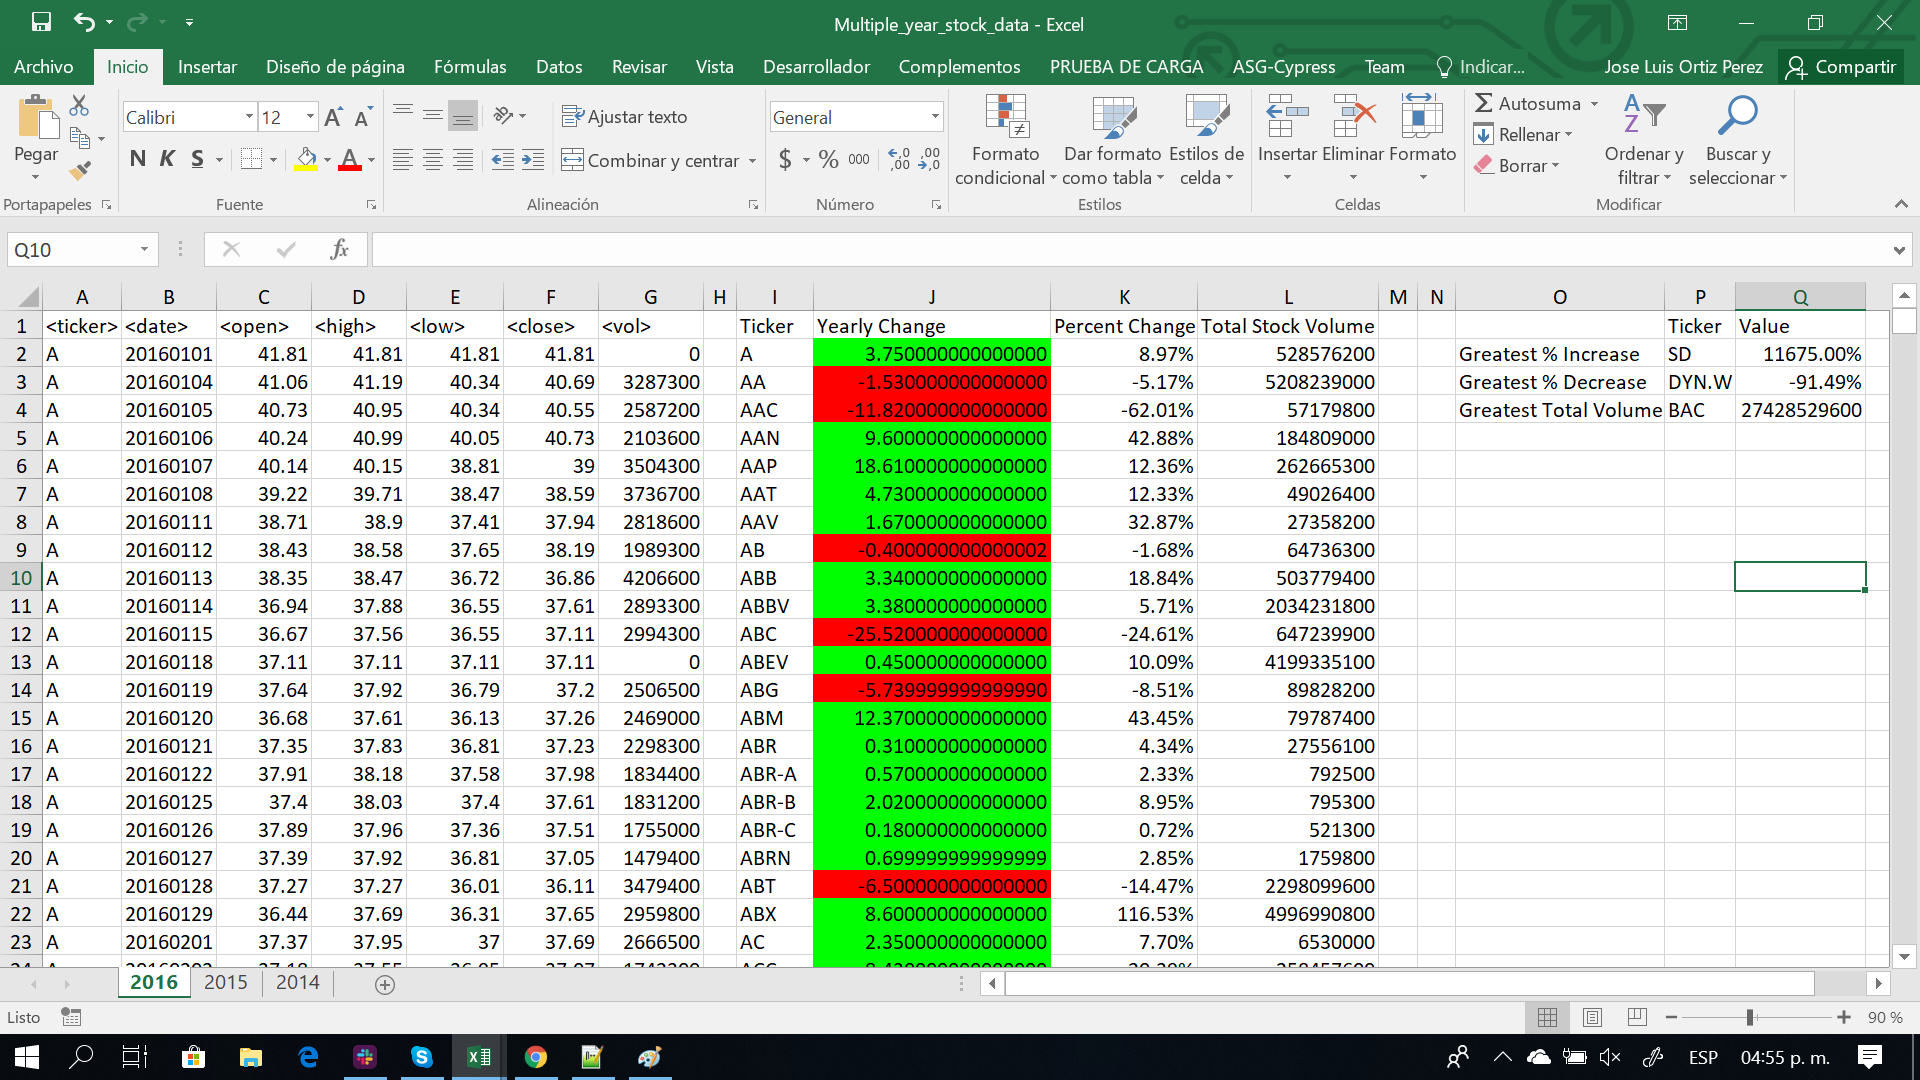 Multiple_year_stock_data - Excel
Archivo Inicio Insertar Diseño de página Fórmulas Datos Revisar Vista Desarrollador Complementos PRUEBA DE CARGA ASG-Cypress Team Indicar... Jose Luis Ortiz Perez Compartir
Pegar Calibri 12 Ajustar texto General Formato condicional Dar formato como tabla Estilos de celda Insertar Eliminar Formato Autosuma Ordenar y filtrar Buscar y seleccionar
N K S Combinar y centrar $ % 000 Rellenar
Borrar
Portapapeles Fuente Alineación Número Estilos Celdas Modificar
Q10 fx
A B C D E F G H I J K L M N O P Q
1 <ticker> <date> <open> <high> <low> <close> <vol> Ticker Yearly Change Percent Change Total Stock Volume Ticker Value
2 A 20160101 41.81 41.81 41.81 41.81 0 A 3.750000000000000 8.97% 528576200 Greatest % Increase SD 11675.00%
3 A 20160104 41.06 41.19 40.34 40.69 3287300 AA -1.530000000000000 -5.17% 5208239000 Greatest % Decrease DYN.W -91.49%
4 A 20160105 40.73 40.95 40.34 40.55 2587200 AAC -11.820000000000000 -62.01% 57179800 Greatest Total Volume BAC 27428529600
5 A 20160106 40.24 40.99 40.05 40.73 2103600 AAN 9.600000000000000 42.88% 184809000
6 A 20160107 40.14 40.15 38.81 39 3504300 AAP 18.610000000000000 12.36% 262665300
7 A 20160108 39.22 39.71 38.47 38.59 3736700 AAT 4.730000000000000 12.33% 49026400
8 A 20160111 38.71 38.9 37.41 37.94 2818600 AAV 1.670000000000000 32.87% 27358200
9 A 20160112 38.43 38.58 37.65 38.19 1989300 AB -0.400000000000002 -1.68% 64736300
10 A 20160113 38.35 38.47 36.72 36.86 4206600 ABB 3.340000000000000 18.84% 503779400
11 A 20160114 36.94 37.88 36.55 37.61 2893300 ABBV 3.380000000000000 5.71% 2034231800
12 A 20160115 36.67 37.56 36.55 37.11 2994300 ABC -25.520000000000000 -24.61% 647239900
13 A 20160118 37.11 37.11 37.11 37.11 0 ABEV 0.450000000000000 10.09% 4199335100
14 A 20160119 37.64 37.92 36.79 37.2 2506500 ABG -5.739999999999990 -8.51% 89828200
15 A 20160120 36.68 37.61 36.13 37.26 2469000 ABM 12.370000000000000 43.45% 79787400
16 A 20160121 37.35 37.83 36.81 37.23 2298300 ABR 0.310000000000000 4.34% 27556100
17 A 20160122 37.91 38.18 37.58 37.98 1834400 ABR-A 0.570000000000000 2.33% 792500
18 A 20160125 37.4 38.03 37.4 37.61 1831200 ABR-B 2.020000000000000 8.95% 795300
19 A 20160126 37.89 37.96 37.36 37.51 1755000 ABR-C 0.180000000000000 0.72% 521300
20 A 20160127 37.39 37.92 36.81 37.05 1479400 ABRN 0.699999999999999 2.85% 1759800
21 A 20160128 37.27 37.27 36.01 36.11 3479400 ABT -6.500000000000000 -14.47% 2298099600
22 A 20160129 36.44 37.69 36.31 37.65 2959800 ABX 8.600000000000000 116.53% 4996990800
23 A 20160201 37.37 37.95 37 37.69 2666500 AC 2.350000000000000 7.70% 6530000
2016 2015 2014
Listo 90 %
ESP 04:55 p. m.